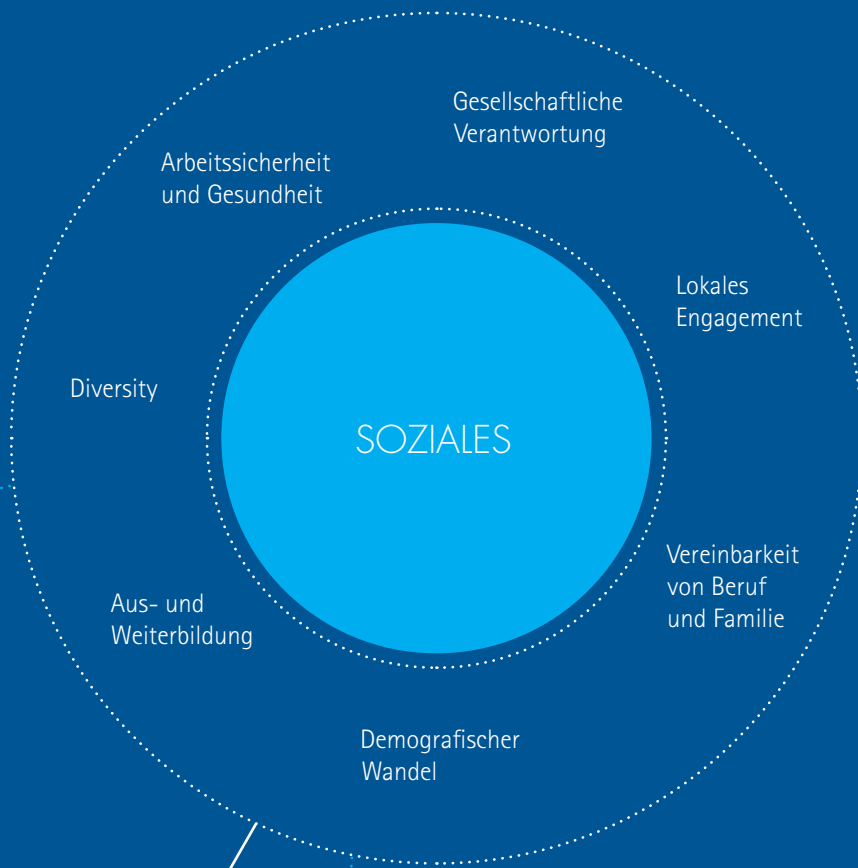 Gesellschaftliche
Verantwortung
Arbeitssicherheit
und Gesundheit
Lokales
Engagement
Diversity
SOZIALES
Vereinbarkeit
von Beruf
und Familie
Aus- und
Weiterbildung
Demografischer
Wandel